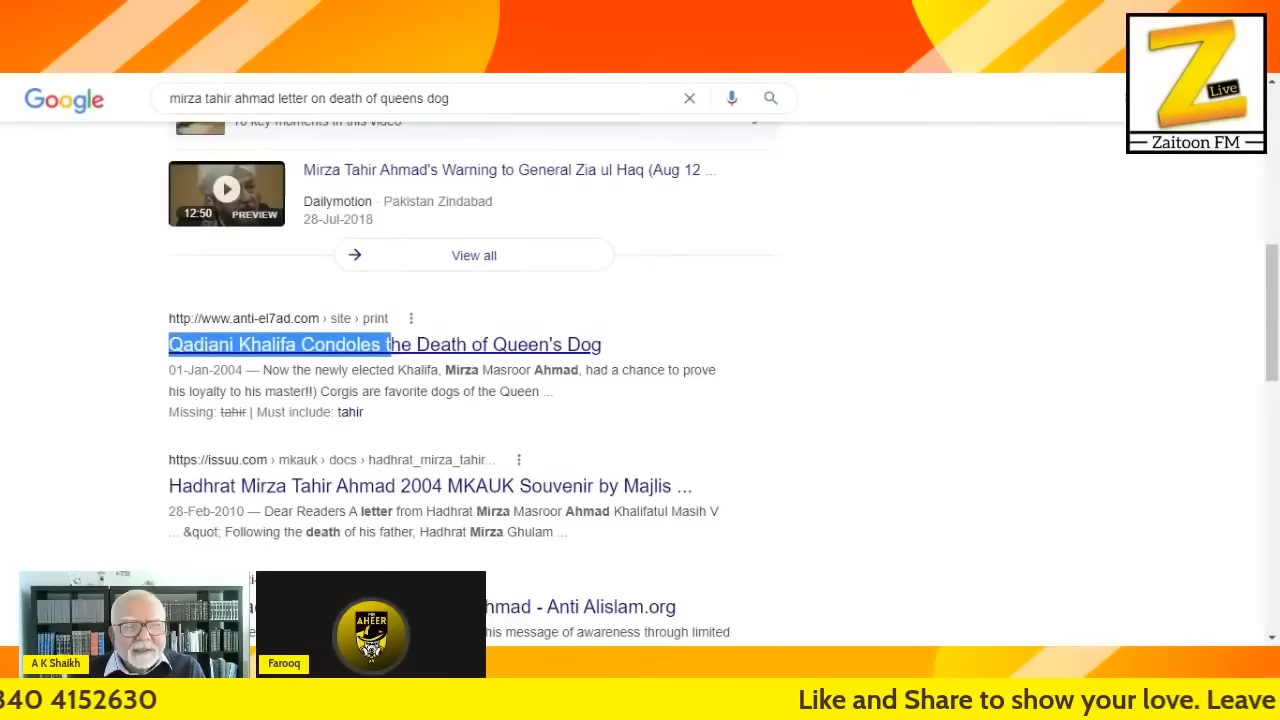 Z
Live
Zaitoon FM
Google
mirza tahir ahmad letter on death of queens dog
10 key moments in this video
Mirza Tahir Ahmad's Warning to General Zia ul Haq (Aug 12 ...
12:50 PREVIEW
Dailymotion · Pakistan Zindabad
28-Jul-2018
View all
http://www.anti-el7ad.com › site › print
Qadiani Khalifa Condoles the Death of Queen's Dog
01-Jan-2004 — Now the newly elected Khalifa, Mirza Masroor Ahmad, had a chance to prove
his loyalty to his master!!) Corgis are favorite dogs of the Queen ...
Missing: tahir | Must include: tahir
https://issuu.com › mkauk › docs › hadhrat_mirza_tahir...
Hadhrat Mirza Tahir Ahmad 2004 MKAUK Souvenir by Majlis ...
28-Feb-2010 — Dear Readers A letter from Hadhrat Mirza Masroor Ahmad Khalifatul Masih V
... &quot; Following the death of his father, Hadhrat Mirza Ghulam ...
hmad - Anti Alislam.org
his message of awareness through limited
MR
AHEER
A K Shaikh
Farooq
340 4152630
Like and Share to show your love. Leave